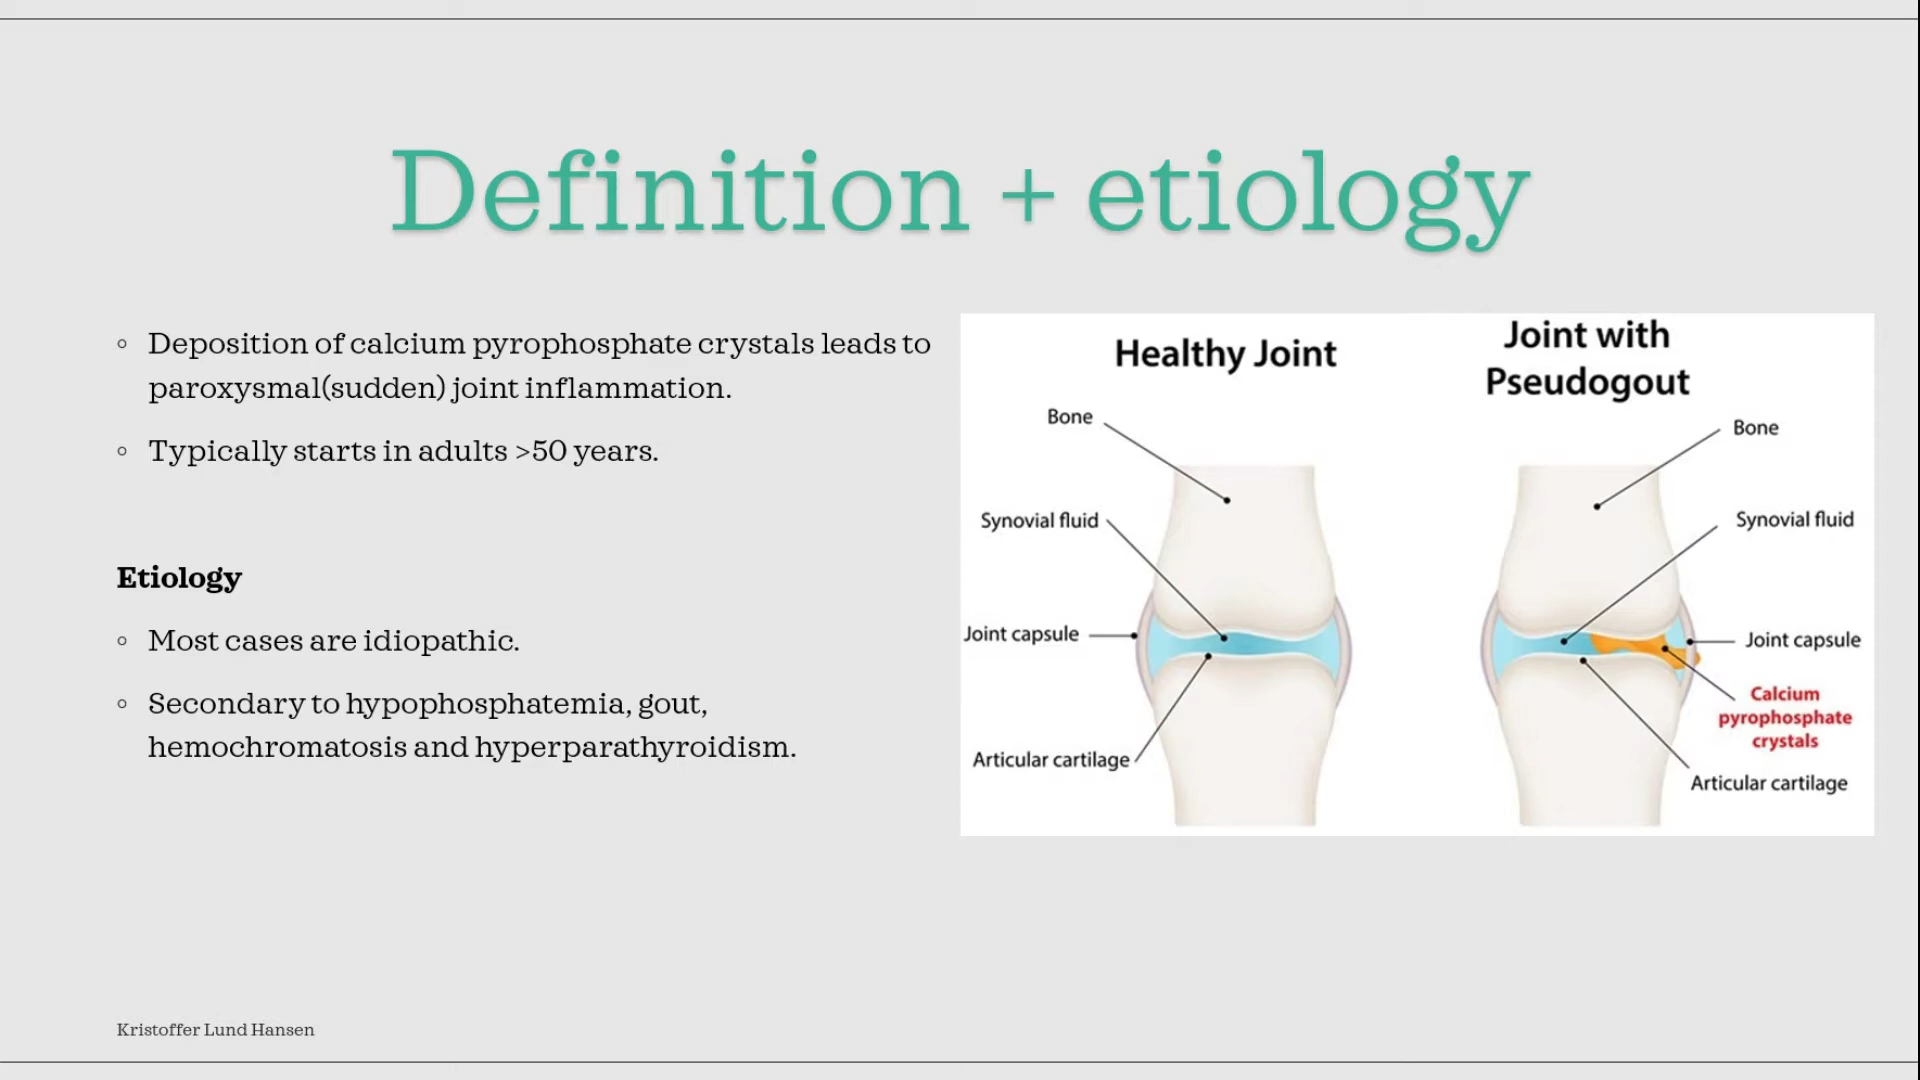 Definition + etiology
◦ Deposition of calcium pyrophosphate crystals leads to
paroxysmal(sudden) joint inflammation.
◦ Typically starts in adults >50 years.
Etiology
◦ Most cases are idiopathic.
◦ Secondary to hypophosphatemia, gout,
hemochromatosis and hyperparathyroidism.
Healthy Joint
Bone
Synovial fluid
Joint capsule
Articular cartilage
Joint with
Pseudogout
Bone
Synovial fluid
Joint capsule
Calcium
pyrophosphate
crystals
Articular cartilage
Kristoffer Lund Hansen